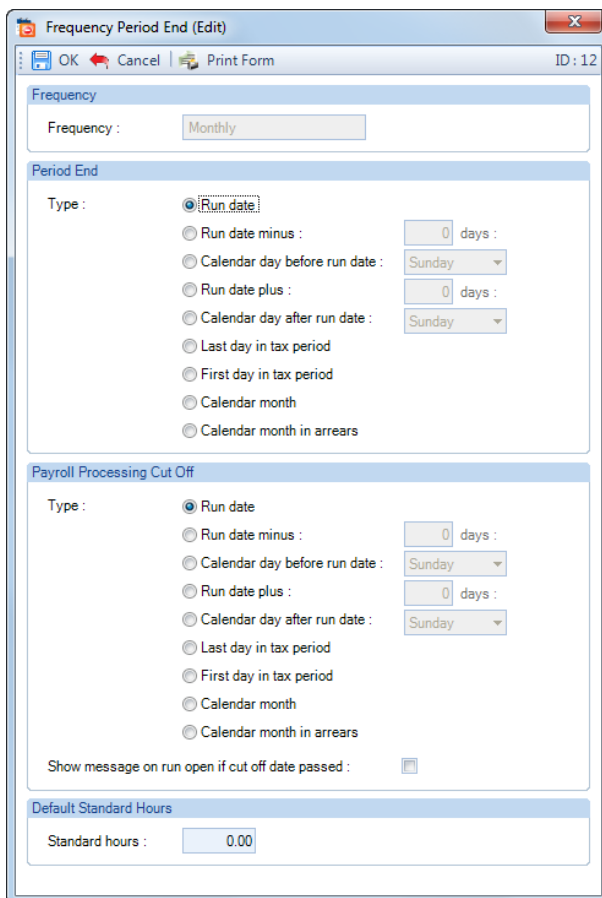 Frequency Period End (Edit)
OK Cancel Print Form ID : 12
Frequency
Frequency : Monthly
Period End
Type : Run date
Run date minus : 0 days :
Calendar day before run date : Sunday
Run date plus : 0 days :
Calendar day after run date : Sunday
Last day in tax period
First day in tax period
Calendar month
Calendar month in arrears
Payroll Processing Cut Off
Type : Run date
Run date minus : 0 days :
Calendar day before run date : Sunday
Run date plus : 0 days :
Calendar day after run date : Sunday
Last day in tax period
First day in tax period
Calendar month
Calendar month in arrears
Show message on run open if cut off date passed :
Default Standard Hours
Standard hours : 0.00